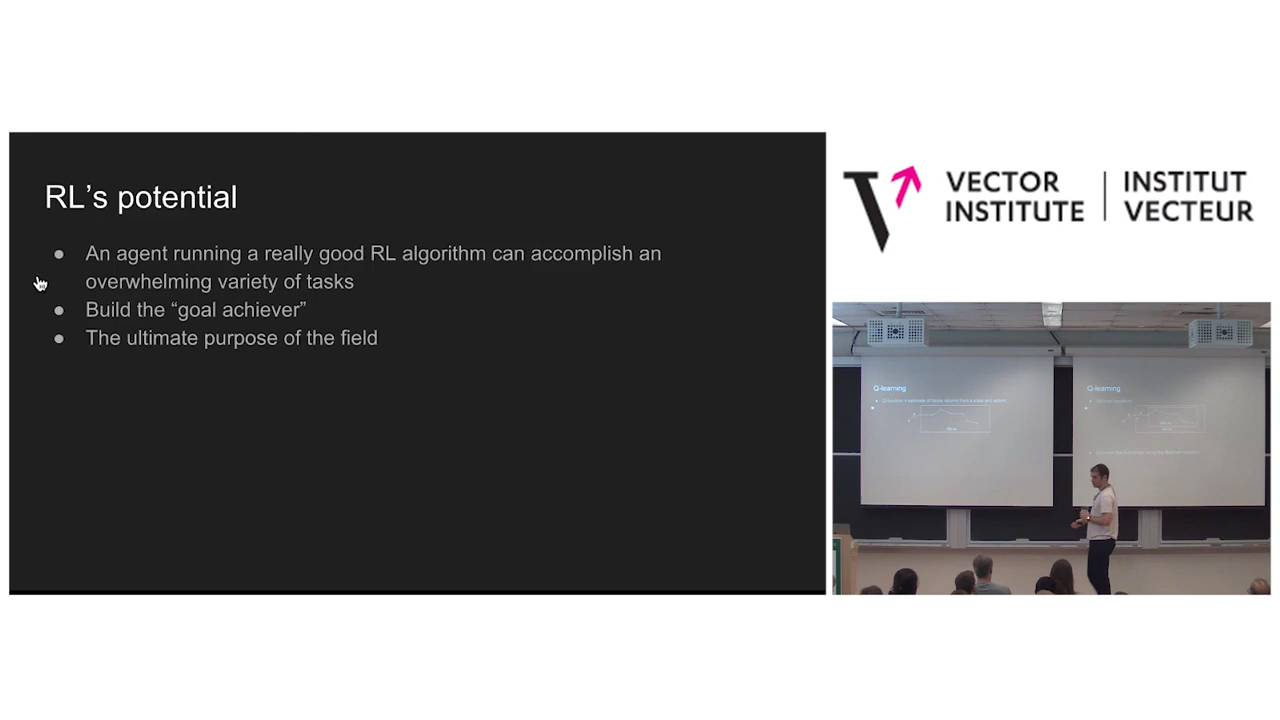 RL’s potential
● An agent running a really good RL algorithm can accomplish an
overwhelming variety of tasks
● Build the “goal achiever”
● The ultimate purpose of the field
VECTOR INSTITUTE | INSTITUT VECTEUR
Q-learning
Q-learning